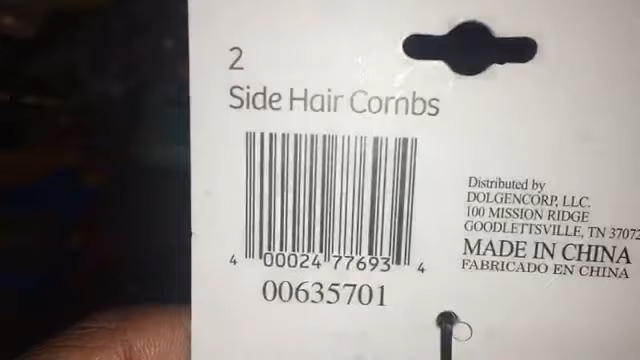 2
Side Hair Cornbs
4 00024 77693 4
00635701
Distributed by
DOLGENCORP, LLC.
100 MISSION RIDGE
GOODLETTSVILLE, TN 37072
MADE IN CHINA
FABRICADO EN CHINA